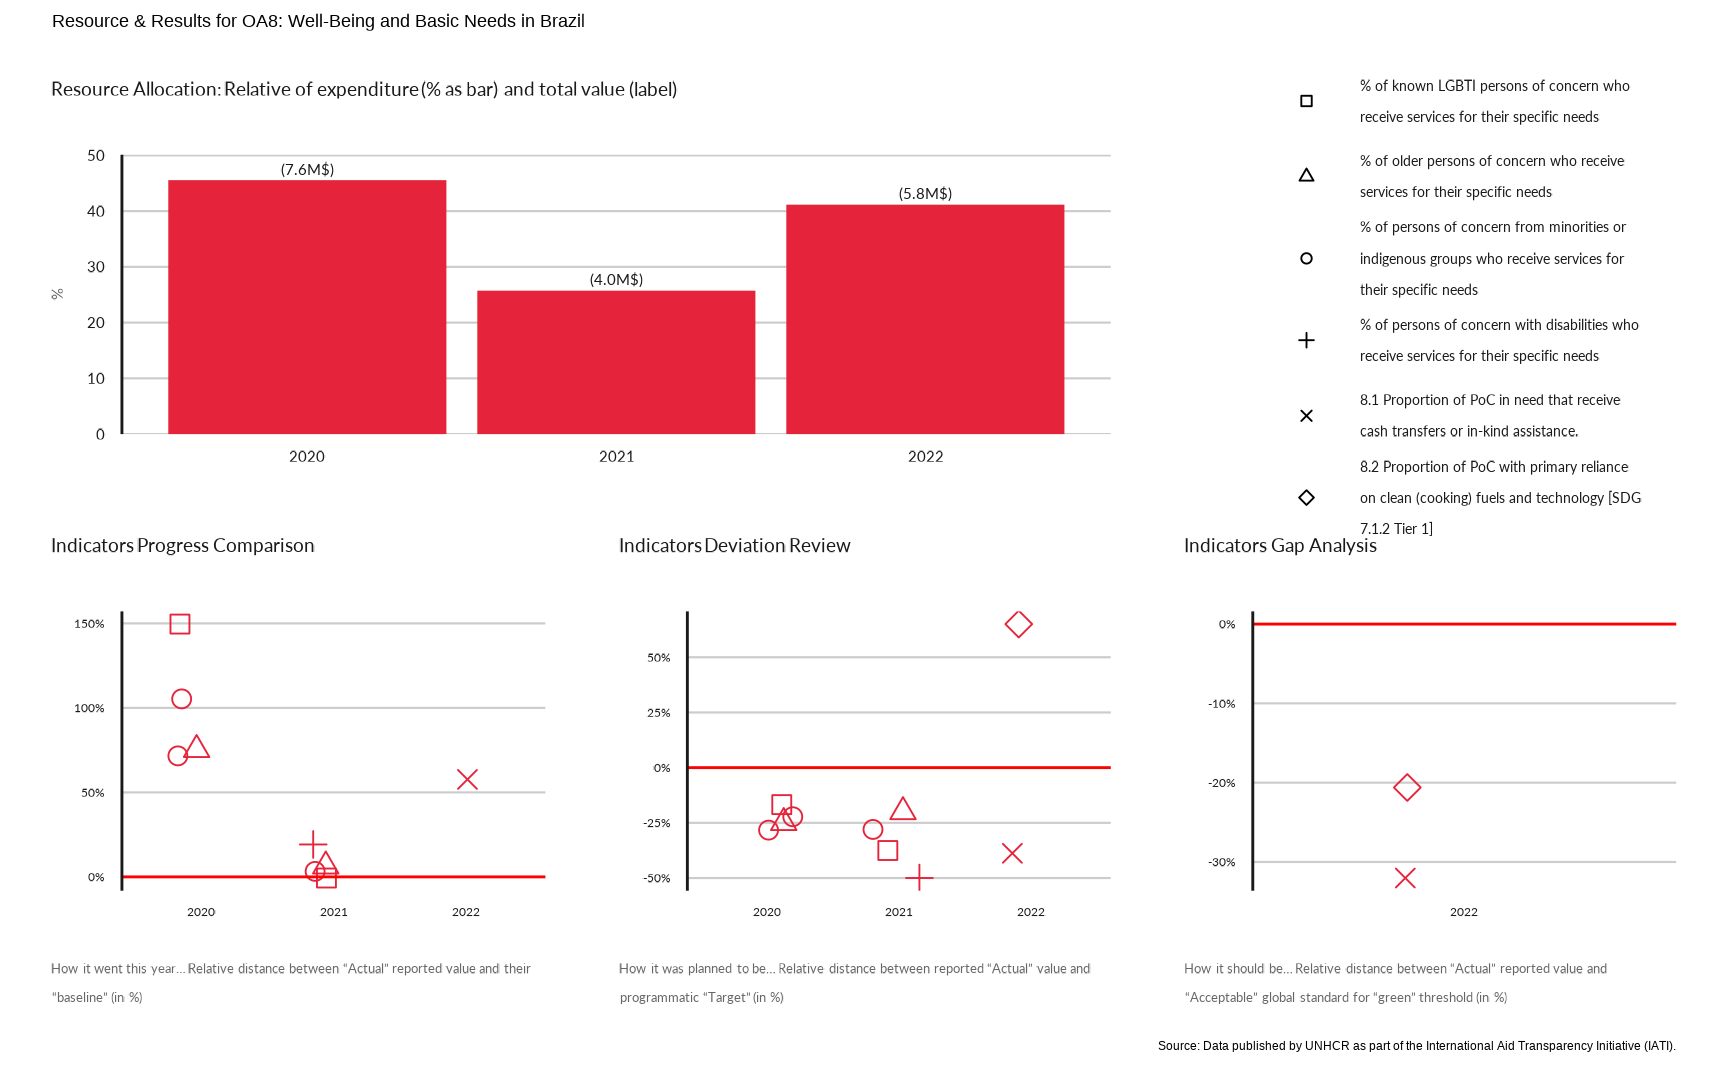 Resource & Results for OA8: Well-Being and Basic Needs in Brazil
Resource Allocation: Relative of expenditure (% as bar) and total value (label)
50
40
30
20
10
0
%
(7.6M$)
(4.0M$)
(5.8M$)
2020
2021
2022
% of known LGBTI persons of concern who
receive services for their specific needs
% of older persons of concern who receive
services for their specific needs
% of persons of concern from minorities or
indigenous groups who receive services for
their specific needs
% of persons of concern with disabilities who
receive services for their specific needs
8.1 Proportion of PoC in need that receive
cash transfers or in-kind assistance.
8.2 Proportion of PoC with primary reliance
on clean (cooking) fuels and technology [SDG
7.1.2 Tier 1]
Indicators Progress Comparison
150%
100%
50%
0%
2020
2021
2022
How it went this year... Relative distance between “Actual” reported value and their
“baseline” (in %)
Indicators Deviation Review
50%
25%
0%
-25%
-50%
2020
2021
2022
How it was planned to be... Relative distance between reported “Actual” value and
programmatic “Target” (in %)
Indicators Gap Analysis
0%
-10%
-20%
-30%
2022
How it should be... Relative distance between “Actual” reported value and
“Acceptable” global standard for “green” threshold (in %)
Source: Data published by UNHCR as part of the International Aid Transparency Initiative (IATI).